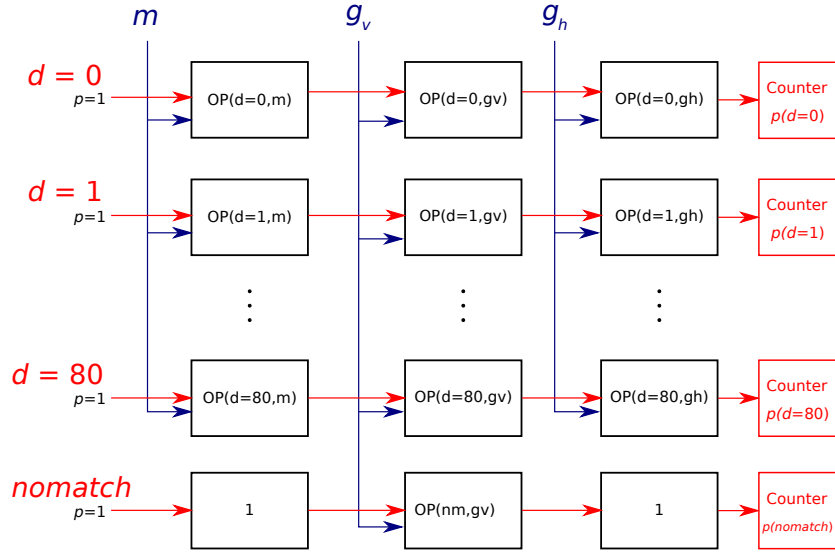 m g_v g_h
d = 0
p=1
OP(d=0,m) OP(d=0,gv) OP(d=0,gh)
Counter
p(d=0)
d = 1
p=1
OP(d=1,m) OP(d=1,gv) OP(d=1,gh)
Counter
p(d=1)
d = 80
p=1
OP(d=80,m) OP(d=80,gv) OP(d=80,gh)
Counter
p(d=80)
nomatch
p=1
1 OP(nm,gv) 1
Counter
p(nomatch)